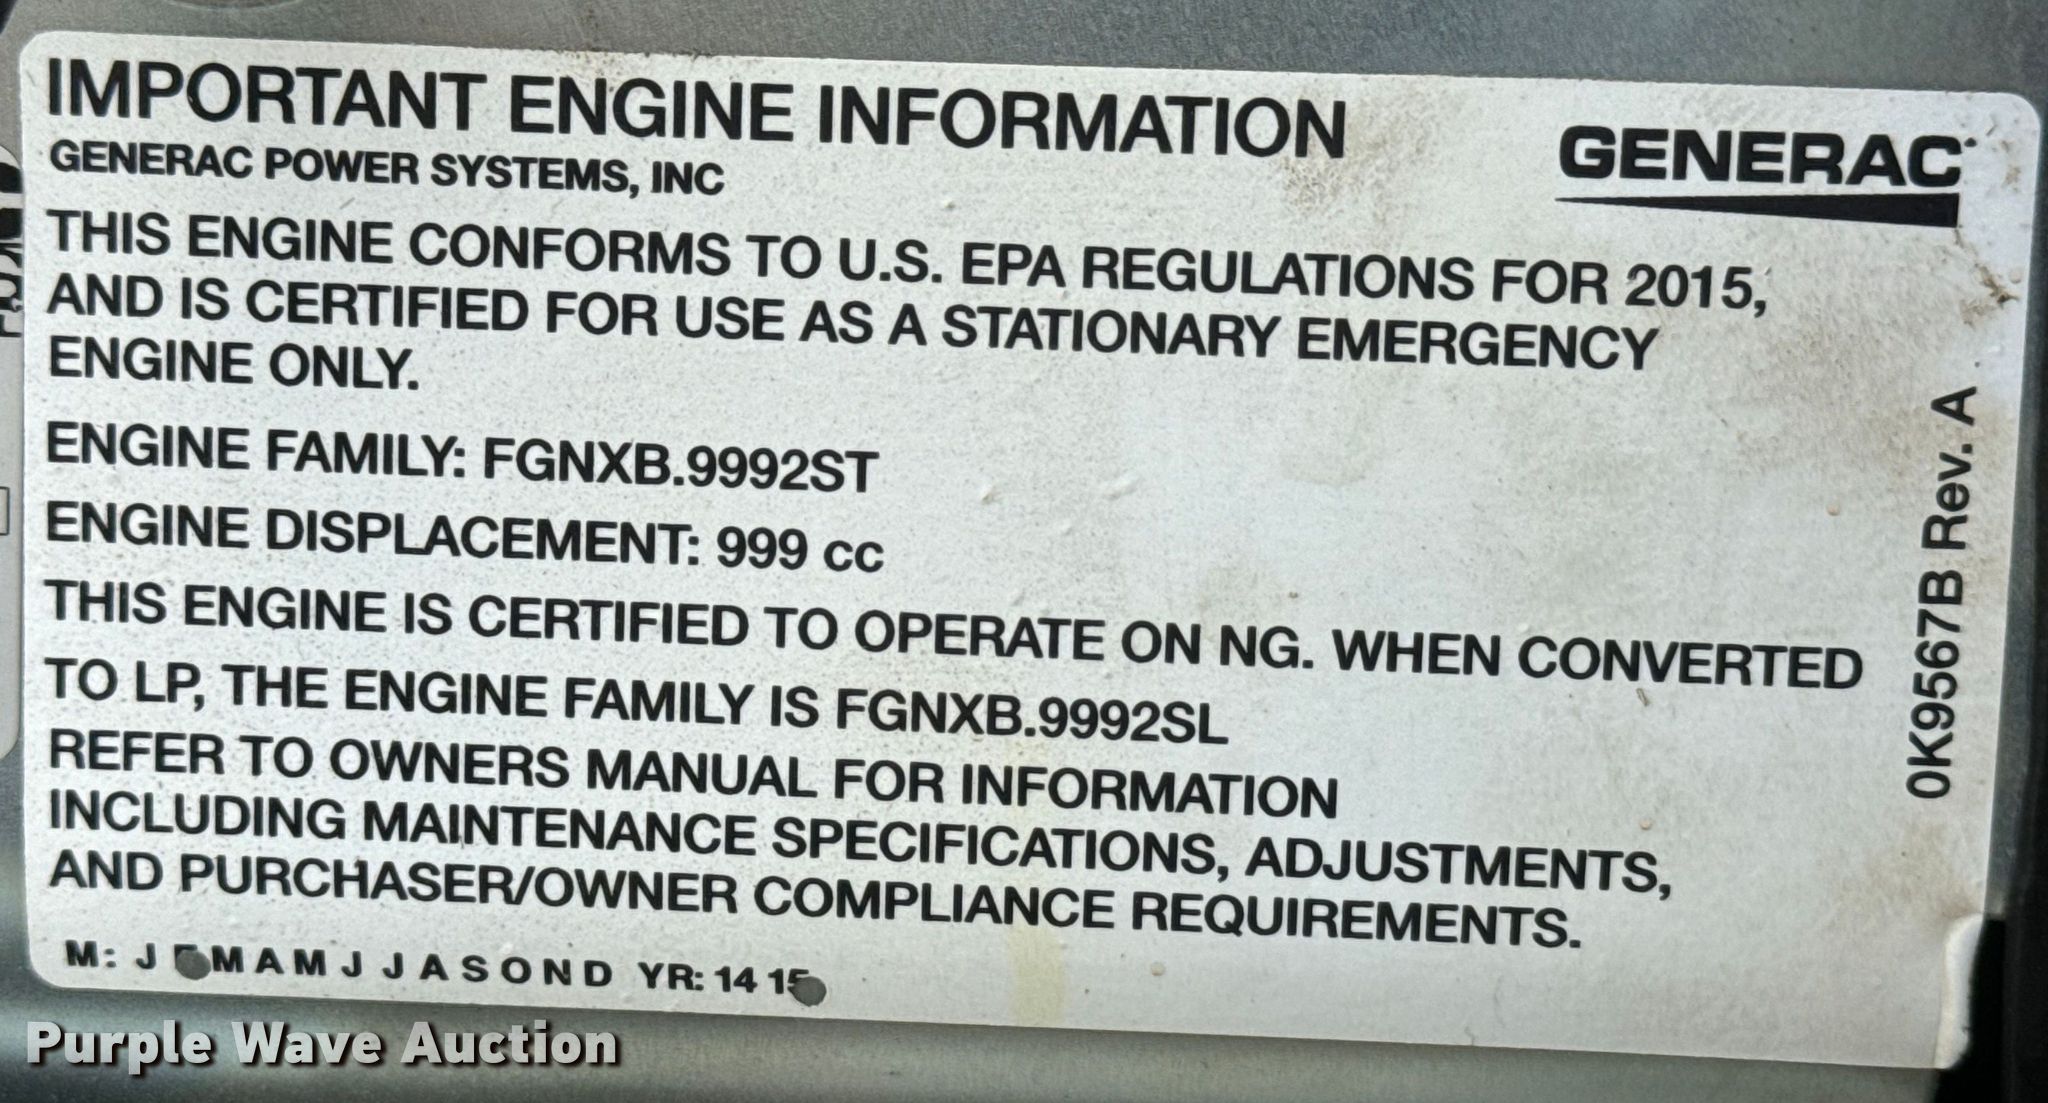 IMPORTANT ENGINE INFORMATION
GENERAC POWER SYSTEMS, INC
GENERAC
THIS ENGINE CONFORMS TO U.S. EPA REGULATIONS FOR 2015,
AND IS CERTIFIED FOR USE AS A STATIONARY EMERGENCY
ENGINE ONLY.
ENGINE FAMILY: FGNXB.9992ST
ENGINE DISPLACEMENT: 999 cc
THIS ENGINE IS CERTIFIED TO OPERATE ON NG. WHEN CONVERTED
TO LP, THE ENGINE FAMILY IS FGNXB.9992SL
REFER TO OWNERS MANUAL FOR INFORMATION
INCLUDING MAINTENANCE SPECIFICATIONS, ADJUSTMENTS,
AND PURCHASER/OWNER COMPLIANCE REQUIREMENTS.
M: J F M A M J J A S O N D YR: 14 15
0K9567B Rev. A
Purple Wave Auction